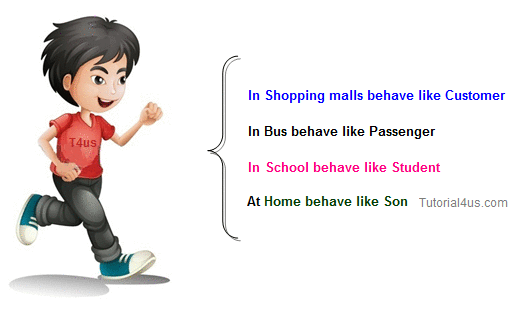 T4us
In Shopping malls behave like Customer
In Bus behave like Passenger
In School behave like Student
At Home behave like Son Tutorial4us.com